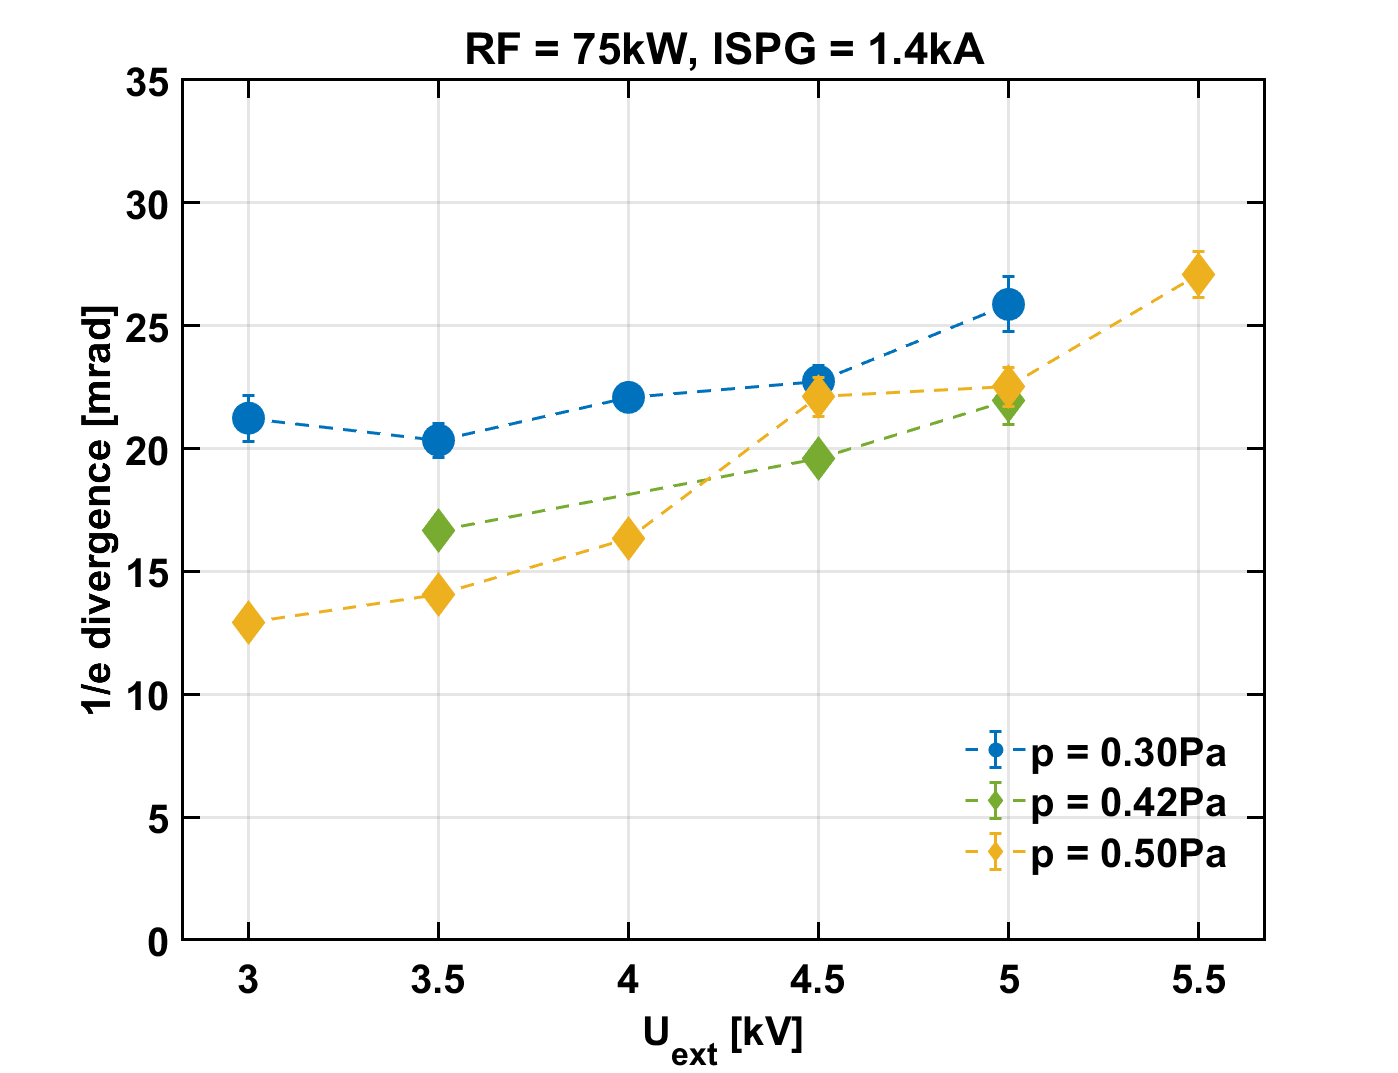 RF = 75kW, ISPG = 1.4kA
35
30
25
20
15
10
5
0
1/e divergence [mrad]
p = 0.30Pa
p = 0.42Pa
p = 0.50Pa
3 3.5 4 4.5 5 5.5
U_ext [kV]